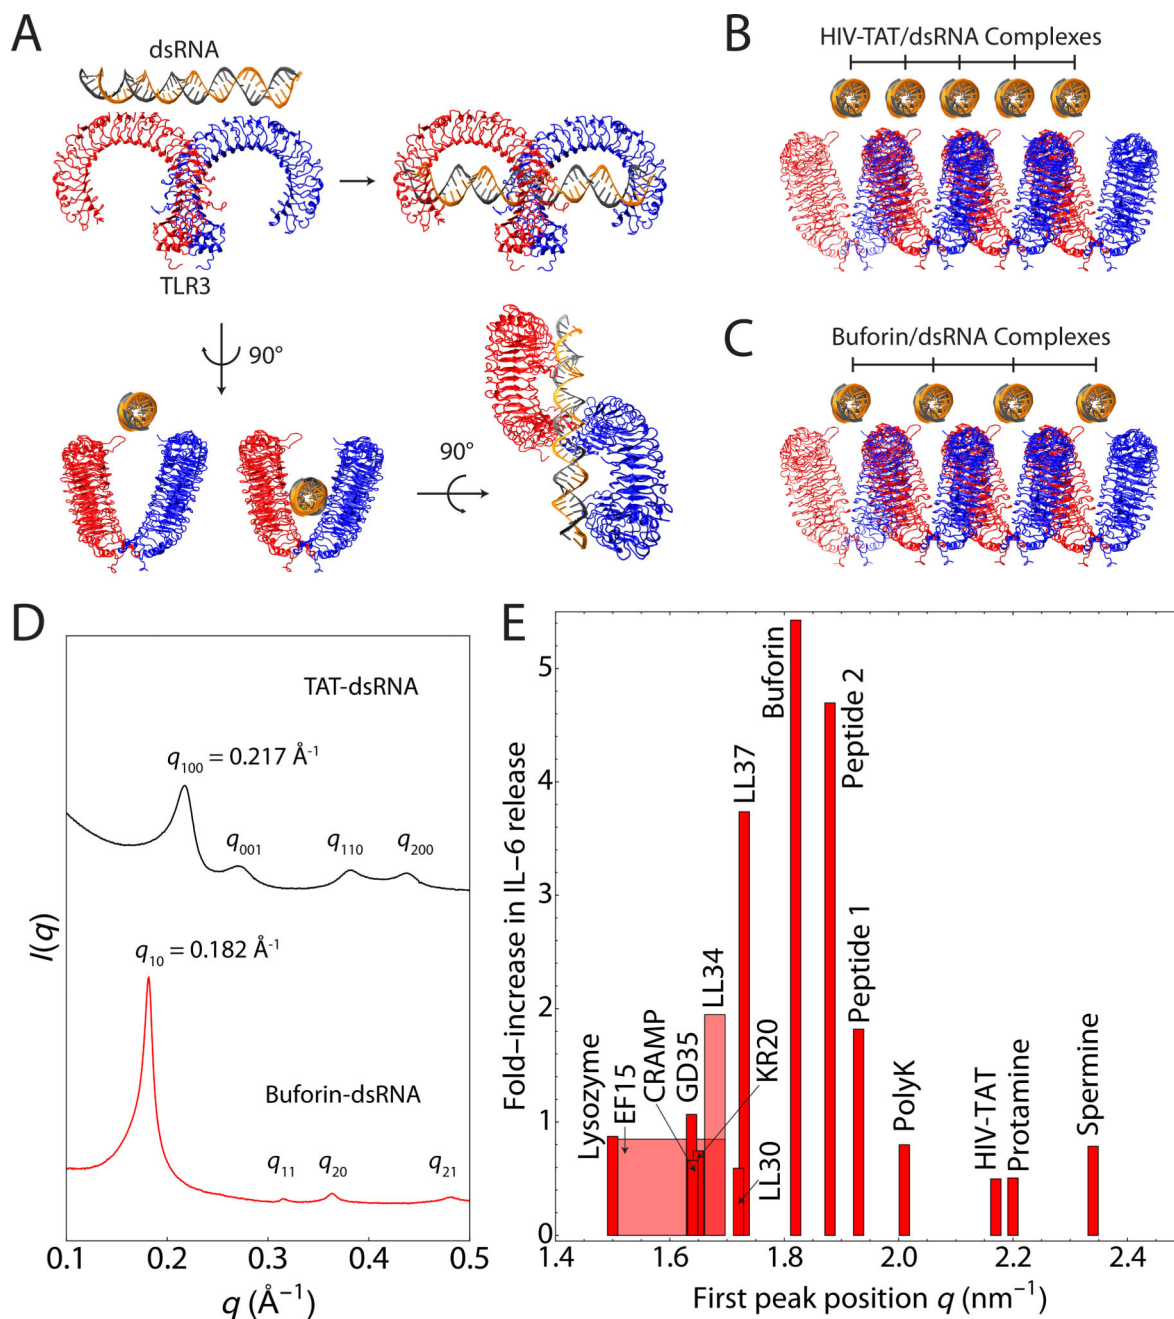 A
dsRNA
TLR3
90°
90°
B
HIV-TAT/dsRNA Complexes
C
Buforin/dsRNA Complexes
D
TAT-dsRNA
q100 = 0.217 Å-1
q001
q110
q200
q10 = 0.182 Å-1
Buforin-dsRNA
q11
q20
q21
I(q)
0.1
0.2
0.3
0.4
0.5
q (Å−1)
E
Fold−increase in IL−6 release
5
4
3
2
1
0
Lysozyme
EF15
CRAMP
GD35
LL34
KR20
LL37
LL30
Buforin
Peptide 2
Peptide 1
PolyK
HIV-TAT
Protamine
Spermine
1.4
1.6
1.8
2.0
2.2
2.4
First peak position q (nm−1)